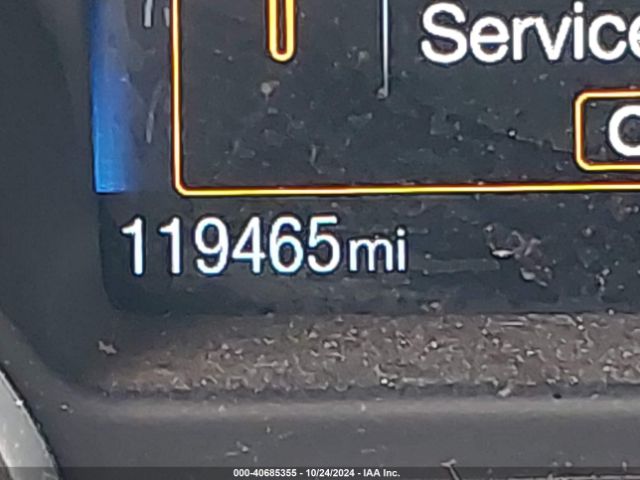 Service
119465mi
000-40685355 - 10/24/2024 - IAA Inc.